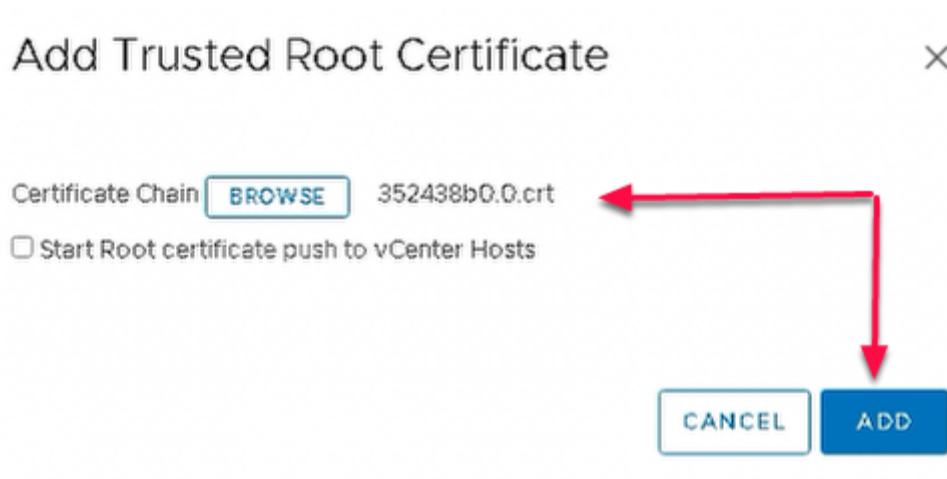 Add Trusted Root Certificate
Certificate Chain BROWSE 352438b0.0.crt
Start Root certificate push to vCenter Hosts
CANCEL ADD